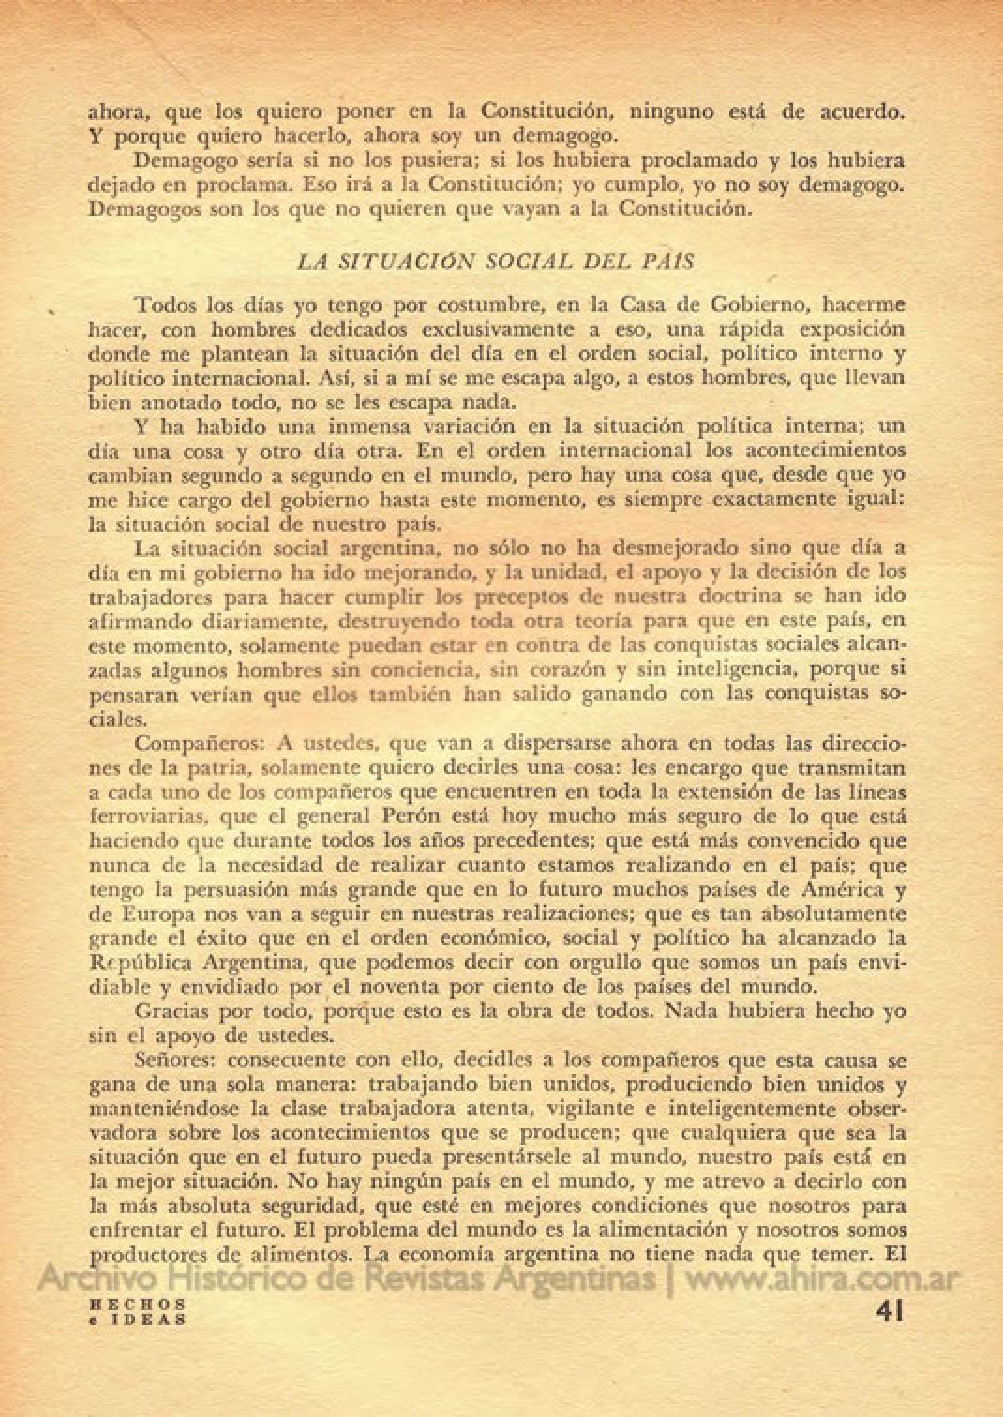 ahora, que los quiero poner en la Constitución, ninguno está de acuerdo.
Y porque quiero hacerlo, ahora soy un demagogo.
Demagogo sería si no los pusiera; si los hubiera proclamado y los hubiera
dejado en proclama. Eso irá a la Constitución; yo cumplo, yo no soy demagogo.
Demagogos son los que no quieren que vayan a la Constitución.
LA SITUACIÓN SOCIAL DEL PAÍS
Todos los días yo tengo por costumbre, en la Casa de Gobierno, hacerme
hacer, con hombres dedicados exclusivamente a eso, una rápida exposición
donde me plantean la situación del día en el orden social, político interno y
político internacional. Así, si a mí se me escapa algo, a estos hombres, que llevan
bien anotado todo, no se les escapa nada.
Y ha habido una inmensa variación en la situación política interna; un
día una cosa y otro día otra. En el orden internacional los acontecimientos
cambian segundo a segundo en el mundo, pero hay una cosa que, desde que yo
me hice cargo del gobierno hasta este momento, es siempre exactamente igual:
la situación social de nuestro país.
La situación social argentina, no sólo no ha desmejorado sino que día a
día en mi gobierno ha ido mejorando, y la unidad, el apoyo y la decisión de los
trabajadores para hacer cumplir los preceptos de nuestra doctrina se han ido
afirmando diariamente, destruyendo toda otra teoría para que en este país, en
este momento, solamente puedan estar en contra de las conquistas sociales alcan-
zadas algunos hombres sin conciencia, sin corazón y sin inteligencia, porque si
pensaran verían que ellos también han salido ganando con las conquistas so-
ciales.
Compañeros: A ustedes, que van a dispersarse ahora en todas las direccio-
nes de la patria, solamente quiero decirles una cosa: les encargo que transmitan
a cada uno de los compañeros que encuentren en toda la extensión de las líneas
ferroviarias, que el general Perón está hoy mucho más seguro de lo que está
haciendo que durante todos los años precedentes; que está más convencido que
nunca de la necesidad de realizar cuanto estamos realizando en el país; que
tengo la persuasión más grande que en lo futuro muchos países de América y
de Europa nos van a seguir en nuestras realizaciones; que es tan absolutamente
grande el éxito que en el orden económico, social y político ha alcanzado la
República Argentina, que podemos decir con orgullo que somos un país envi-
diable y envidiado por el noventa por ciento de los países del mundo.
Gracias por todo, porque esto es la obra de todos. Nada hubiera hecho yo
sin el apoyo de ustedes.
Señores: consecuente con ello, decidles a los compañeros que esta causa se
gana de una sola manera: trabajando bien unidos, produciendo bien unidos y
manteniéndose la clase trabajadora atenta, vigilante e inteligentemente obser-
vadora sobre los acontecimientos que se producen; que cualquiera que sea la
situación que en el futuro pueda presentársele al mundo, nuestro país está en
la mejor situación. No hay ningún país en el mundo, y me atrevo a decirlo con
la más absoluta seguridad, que esté en mejores condiciones que nosotros para
enfrentar el futuro. El problema del mundo es la alimentación y nosotros somos
productores de alimentos. La economía argentina no tiene nada que temer. El
Archivo Histórico de Revistas Argentinas | www.ahira.com.ar
HECHOS
e IDEAS
41